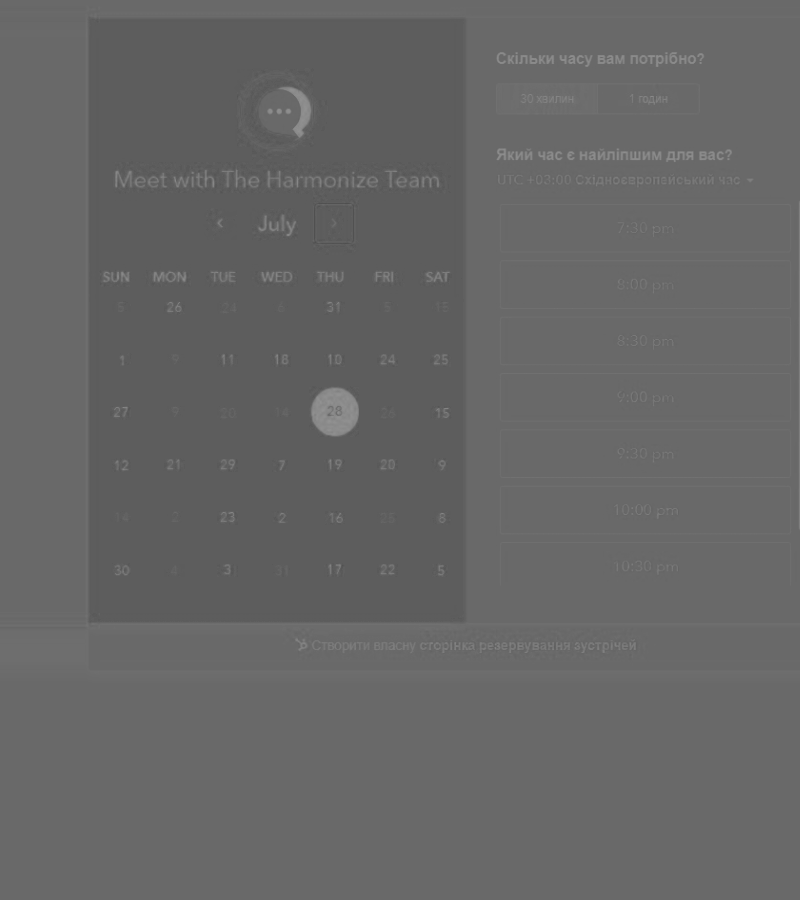 Meet with The Harmonize Team
July
SUN MON TUE WED THU FRI SAT
5 26 24 6 31 5 15
1 9 11 18 10 24 25
27 9 20 14 28 26 15
12 21 29 7 19 20 9
14 2 23 2 16 25 8
30 4 3 31 17 22 5
Скільки часу вам потрібно?
30 хвилин 1 годин
Який час є найліпшим для вас?
UTC +03:00 Східноєвропейський час
7:30 pm
8:00 pm
8:30 pm
9:00 pm
9:30 pm
10:00 pm
10:30 pm
Створити власну сторінка резервування зустрічей